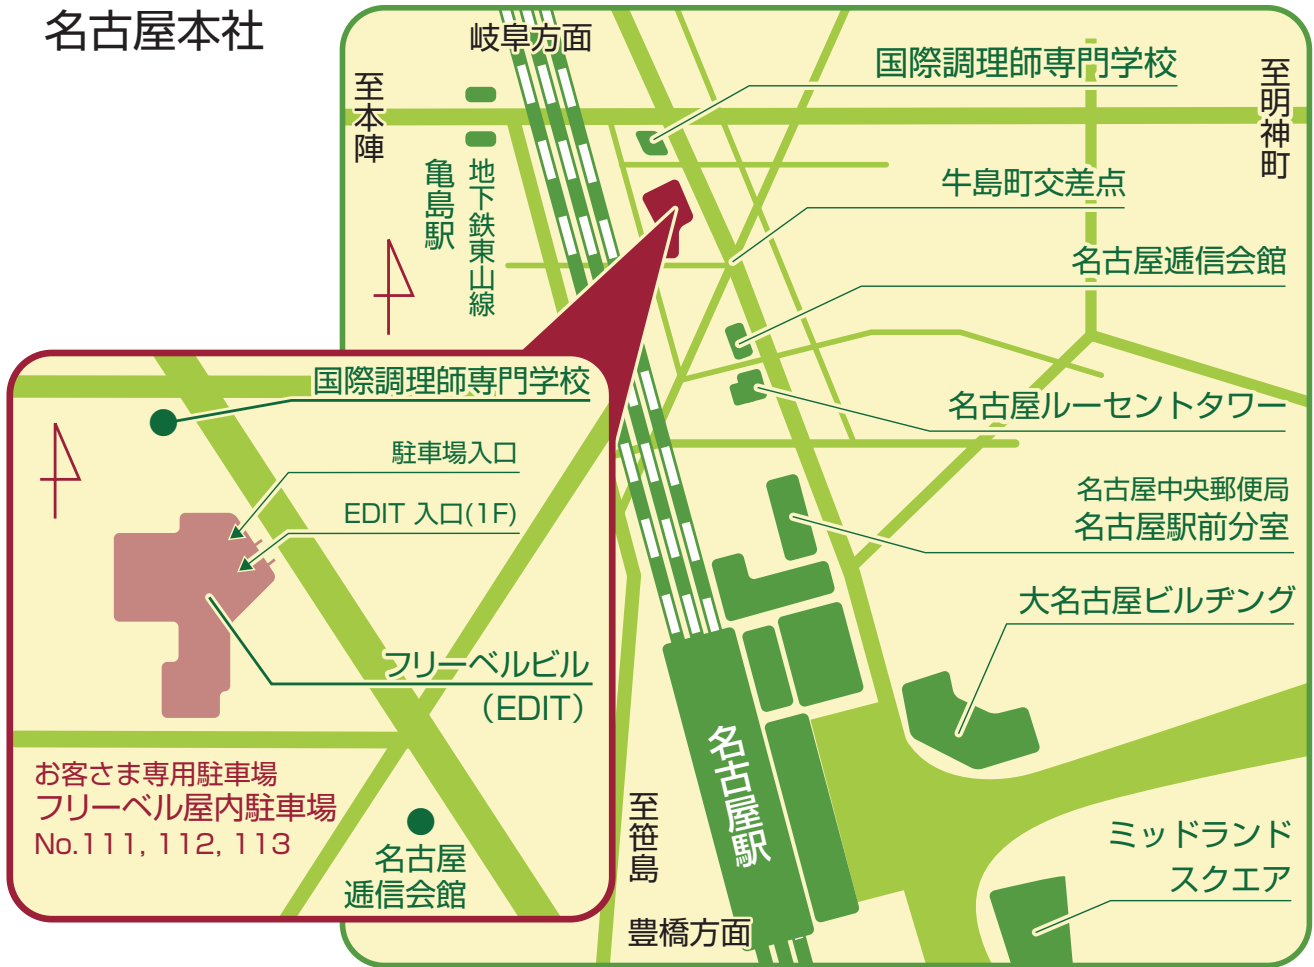 名古屋本社
岐阜方面
至本陣
国際調理師専門学校
至明神町
亀島駅
地下鉄東山線
牛島町交差点
名古屋逓信会館
名古屋ルーセントタワー
名古屋中央郵便局
名古屋駅前分室
大名古屋ビルヂング
名古屋駅
至笹島
豊橋方面
ミッドランド
スクエア
国際調理師専門学校
駐車場入口
EDIT 入口(1F)
フリーベルビル
(EDIT)
お客さま専用駐車場
フリーベル屋内駐車場
No.111, 112, 113
名古屋
逓信会館